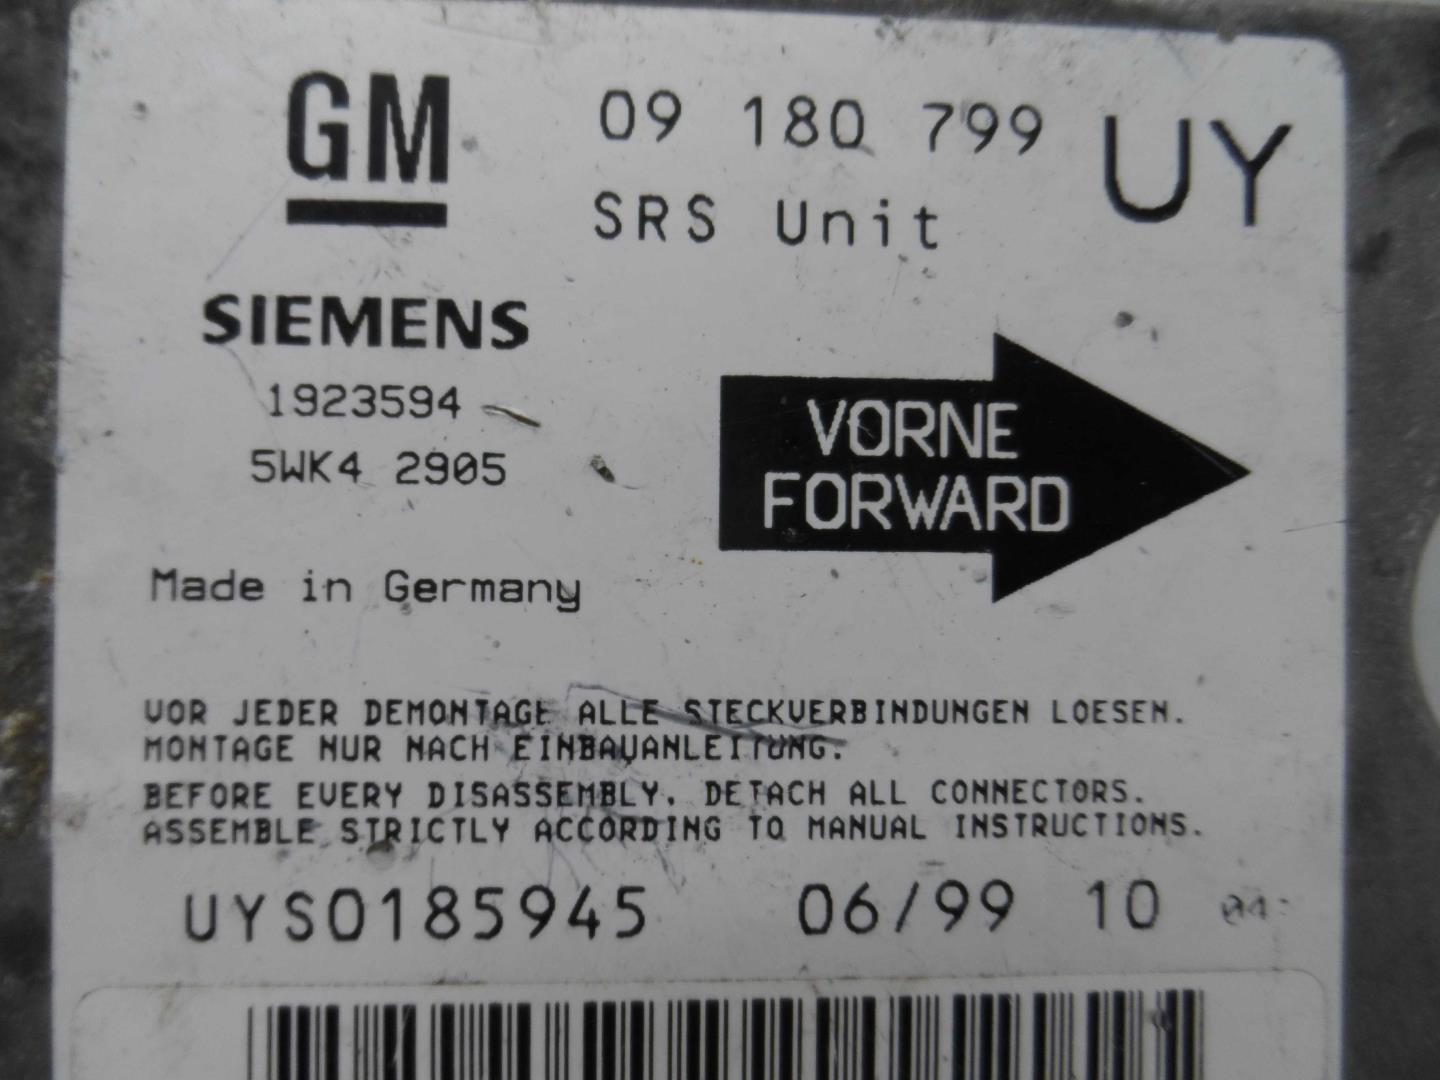 GM
09 180 799 UY
SRS Unit
SIEMENS
1923594
5WK4 2905
VORNE
FORWARD
Made in Germany
VOR JEDER DEMONTAGE ALLE STECKVERBINDUNGEN LOESEN.
MONTAGE NUR NACH EINBAUANLEITUNG.
BEFORE EVERY DISASSEMBLY, DETACH ALL CONNECTORS.
ASSEMBLE STRICTLY ACCORDING TO MANUAL INSTRUCTIONS.
UYS0185945 06/99 10